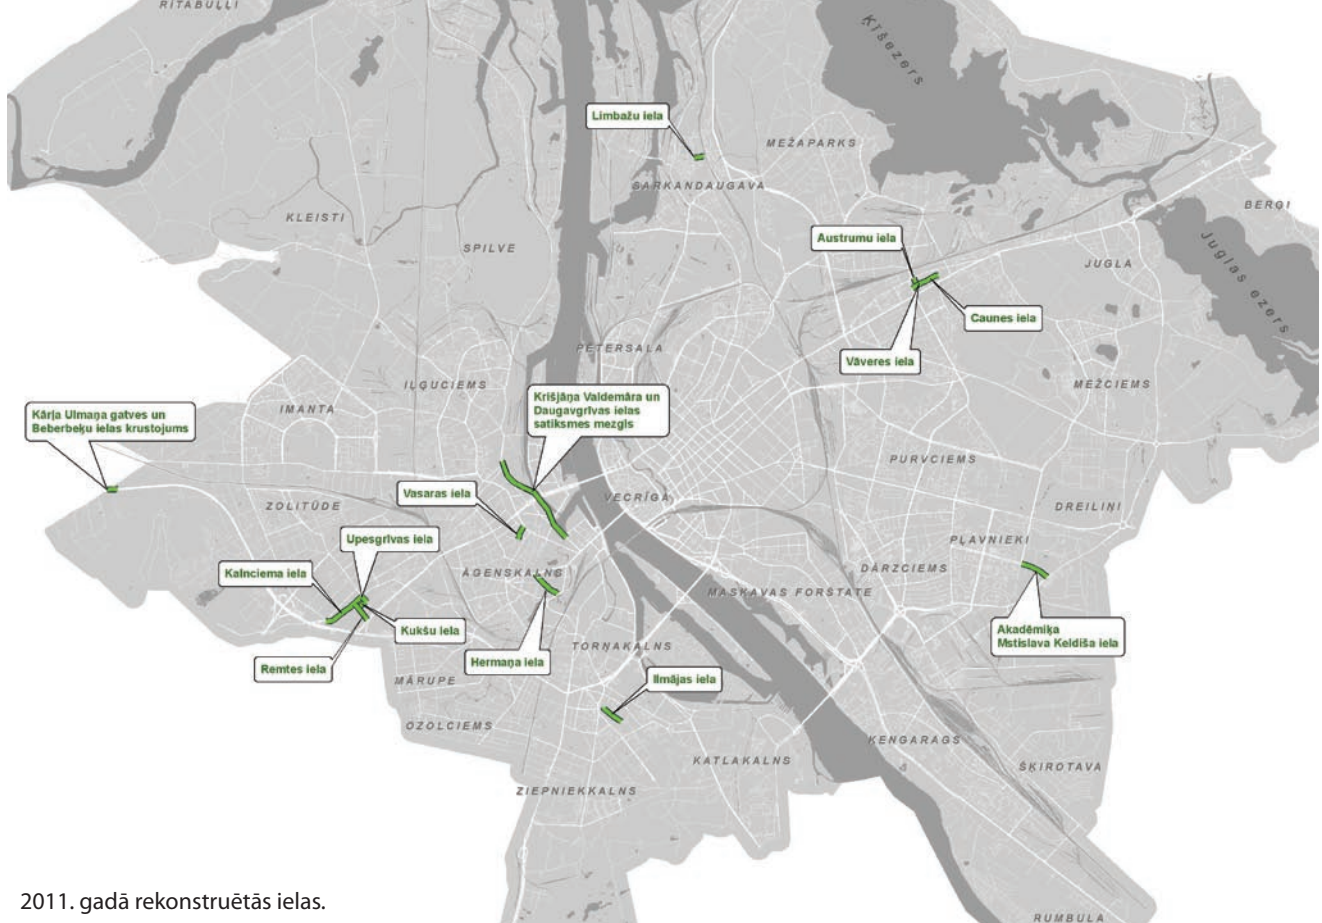 RĪTABUĻĻI
Ķīšezers
Limbažu iela
MEŽAPARKS
SARKANDAUGAVA
KLEISTI
BERĢI
SPILVE
Austrumu iela
JUGLA
Juglas ezers
Caunes iela
PĒTERSALA
Vāveres iela
IĻĢUCIEMS
MEŽCIEMS
Krišjāņa Valdemāra un
Daugavgrīvas ielas
satiksmes mezgls
IMANTA
Kārļa Ulmaņa gatves un
Beberbeķu ielas krustojums
PURVCIEMS
Vasaras iela
VECRĪGA
ZOLITŪDE
DREILIŅI
Upesgrīvas iela
PĻAVNIEKI
Kalnciema iela
ĀGENSKALNS
DĀRZCIEMS
MASKAVAS FORŠTATE
Kukšu iela
Akadēmiķa
Mstislava Keldiša iela
TORŅAKALNS
Hermaņa iela
Remtes iela
MĀRUPE
Ilmājas iela
OZOLCIEMS
ĶENGARAGS
KATLAKALNS
ŠĶIROTAVA
ZIEPNIEKKALNS
2011. gadā rekonstruētās ielas.
RUMBULA